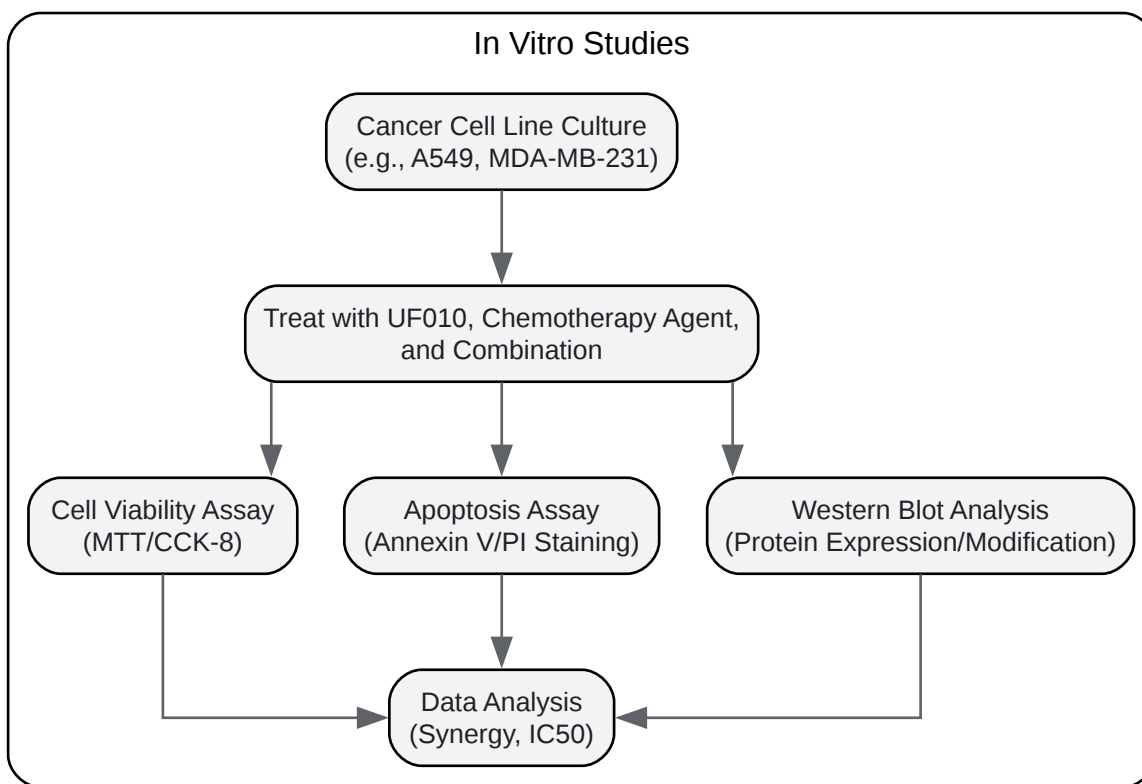 In Vitro Studies
Cancer Cell Line Culture
(e.g., A549, MDA-MB-231)
Treat with UF010, Chemotherapy Agent,
and Combination
Cell Viability Assay
(MTT/CCK-8)
Apoptosis Assay
(Annexin V/PI Staining)
Western Blot Analysis
(Protein Expression/Modification)
Data Analysis
(Synergy, IC50)